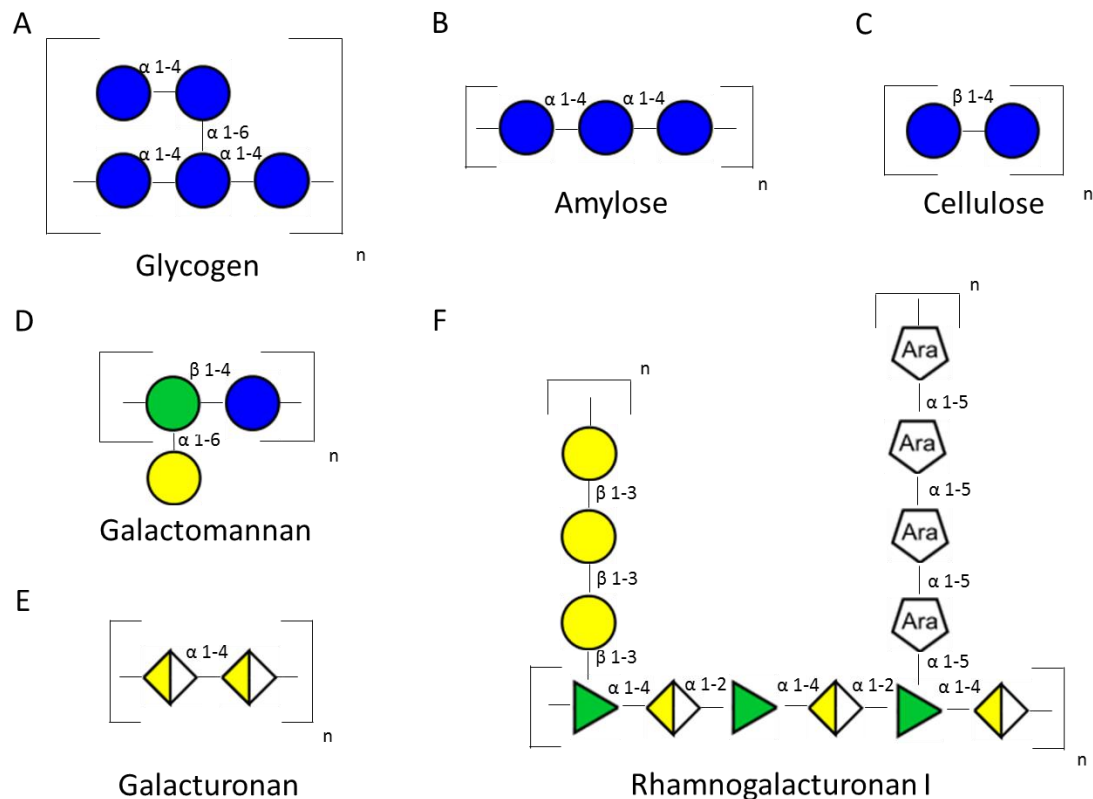 A
α 1-4
α 1-6
α 1-4
α 1-4
n
Glycogen
B
α 1-4
α 1-4
n
Amylose
C
β 1-4
n
Cellulose
D
β 1-4
α 1-6
n
Galactomannan
E
α 1-4
n
Galacturonan
F
n
β 1-3
β 1-3
β 1-3
n
Ara
α 1-5
Ara
α 1-5
Ara
α 1-5
Ara
α 1-5
α 1-4
α 1-2
α 1-4
α 1-2
α 1-4
n
Rhamnogalacturonan I